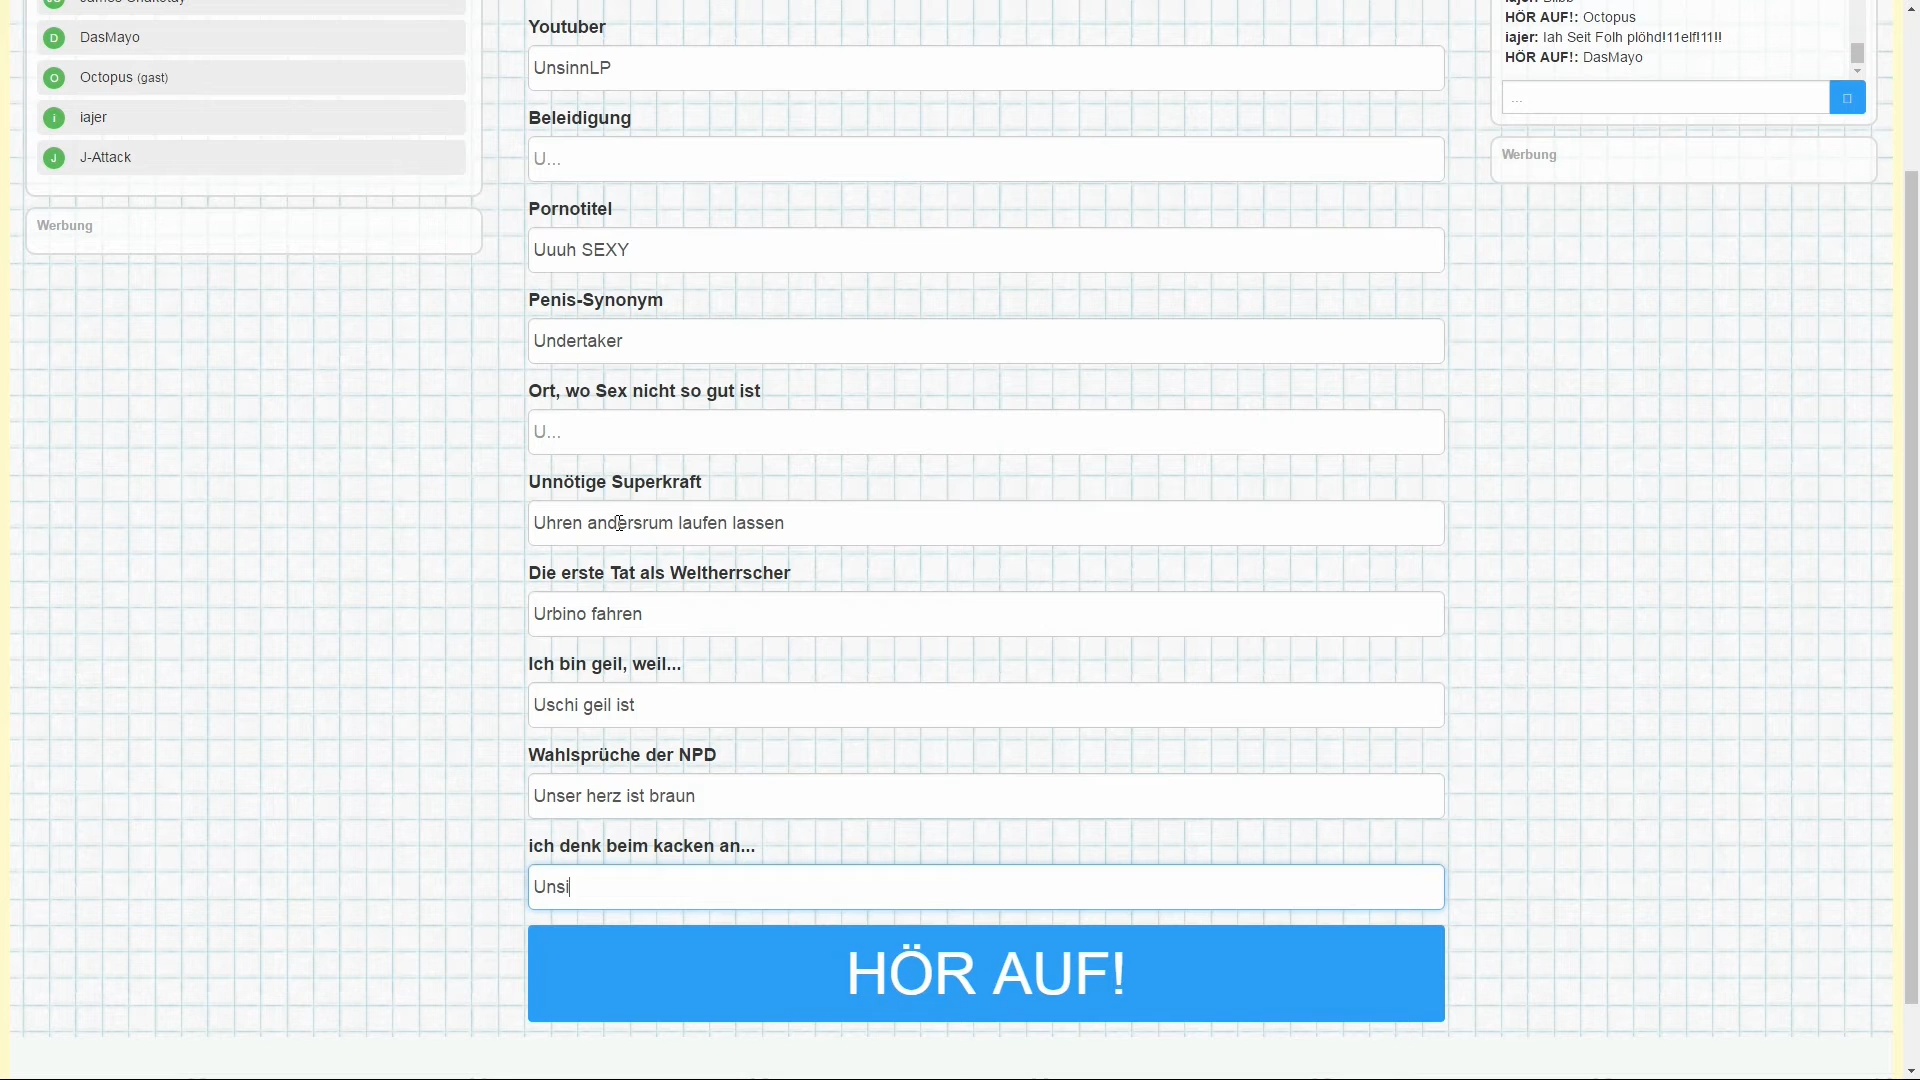 DasMayo
Octopus (gast)
iajer
J-Attack
Werbung
Youtuber
UnsinnLP
Beleidigung
U...
Pornotitel
Uuuh SEXY
Penis-Synonym
Undertaker
Ort, wo Sex nicht so gut ist
U...
Unnötige Superkraft
Uhren andersrum laufen lassen
Die erste Tat als Weltherrscher
Urbino fahren
Ich bin geil, weil...
Uschi geil ist
Wahlsprüche der NPD
Unser herz ist braun
ich denk beim kacken an...
Unsi
HÖR AUF!
HÖR AUF!: Octopus
iajer: Iah Seit Folh plöhd!11elf!11!!
HÖR AUF!: DasMayo
...
Werbung